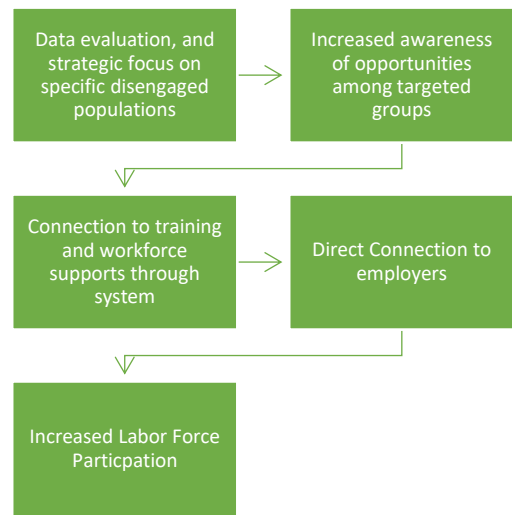 Data evaluation, and
strategic focus on
specific disengaged
populations
Increased awareness
of opportunities
among targeted
groups
Connection to training
and workforce
supports through
system
Direct Connection to
employers
Increased Labor Force
Particpation